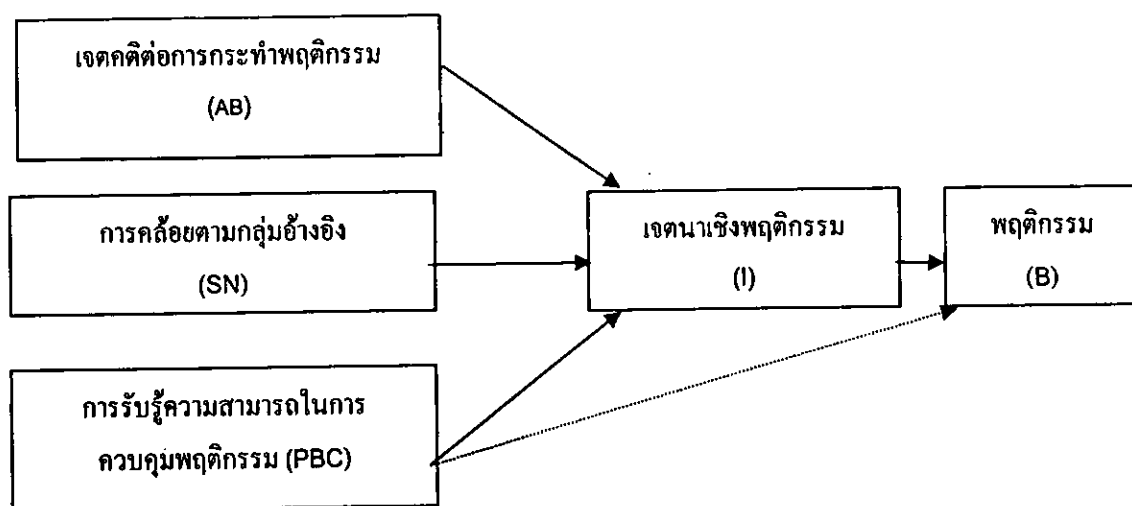 เจตคติต่อการกระทำพฤติกรรม
(AB)
การคล้อยตามกลุ่มอ้างอิง
(SN)
การรับรู้ความสามารถในการ
ควบคุมพฤติกรรม (PBC)
เจตนาเชิงพฤติกรรม
(I)
พฤติกรรม
(B)